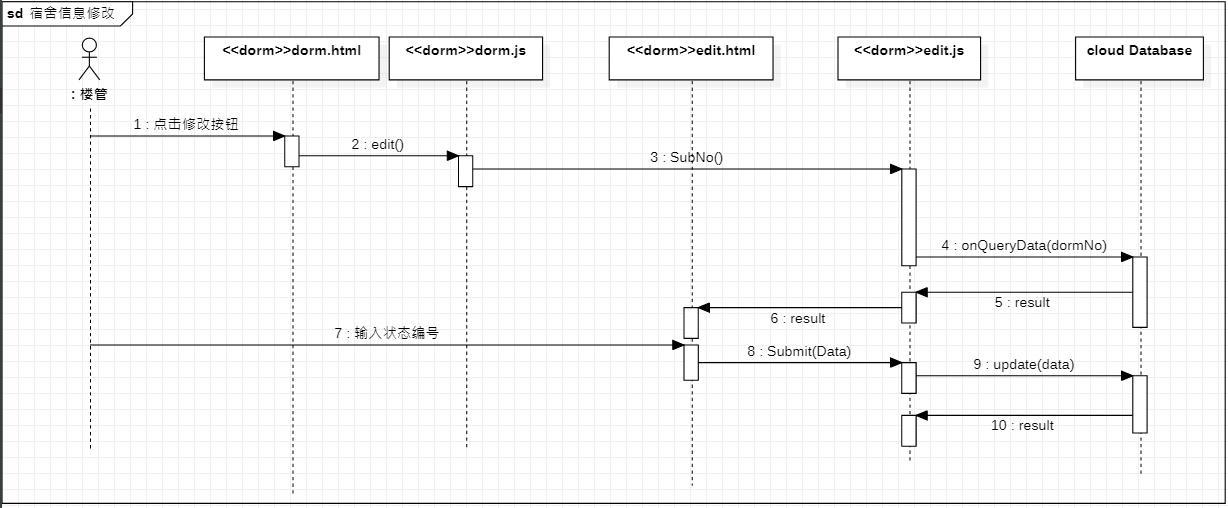 sd 宿舍信息修改
<<dorm>>dorm.html
<<dorm>>dorm.js
<<dorm>>edit.html
<<dorm>>edit.js
cloud Database
: 楼管
1 : 点击修改按钮
2 : edit()
3 : SubNo()
4 : onQueryData(dormNo)
5 : result
6 : result
7 : 输入状态编号
8 : Submit(Data)
9 : update(data)
10 : result